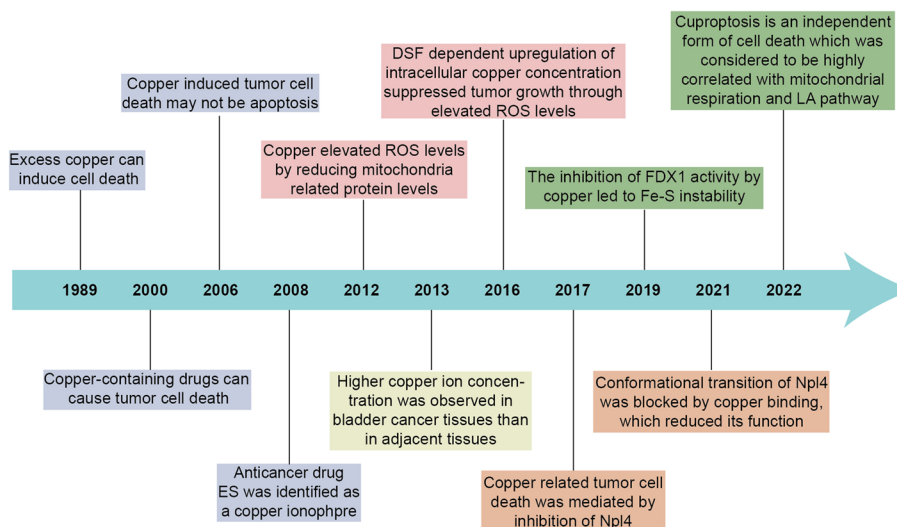 Cuproptosis is an independent
form of cell death which was
considered to be highly
correlated with mitochondrial
respiration and LA pathway
DSF dependent upregulation of
intracellular copper concentration
suppressed tumor growth through
elevated ROS levels
Copper induced tumor cell
death may not be apoptosis
Excess copper can
induce cell death
Copper elevated ROS levels
by reducing mitochondria
related protein levels
The inhibition of FDX1 activity by
copper led to Fe-S instability
1989 2000 2006 2008 2012 2013 2016 2017 2019 2021 2022
Copper-containing drugs can
cause tumor cell death
Higher copper ion concen-
tration was observed in
bladder cancer tissues than
in adjacent tissues
Conformational transition of Npl4
was blocked by copper binding,
which reduced its function
Anticancer drug
ES was identified as
a copper ionophpre
Copper related tumor cell
death was mediated by
inhibition of Npl4